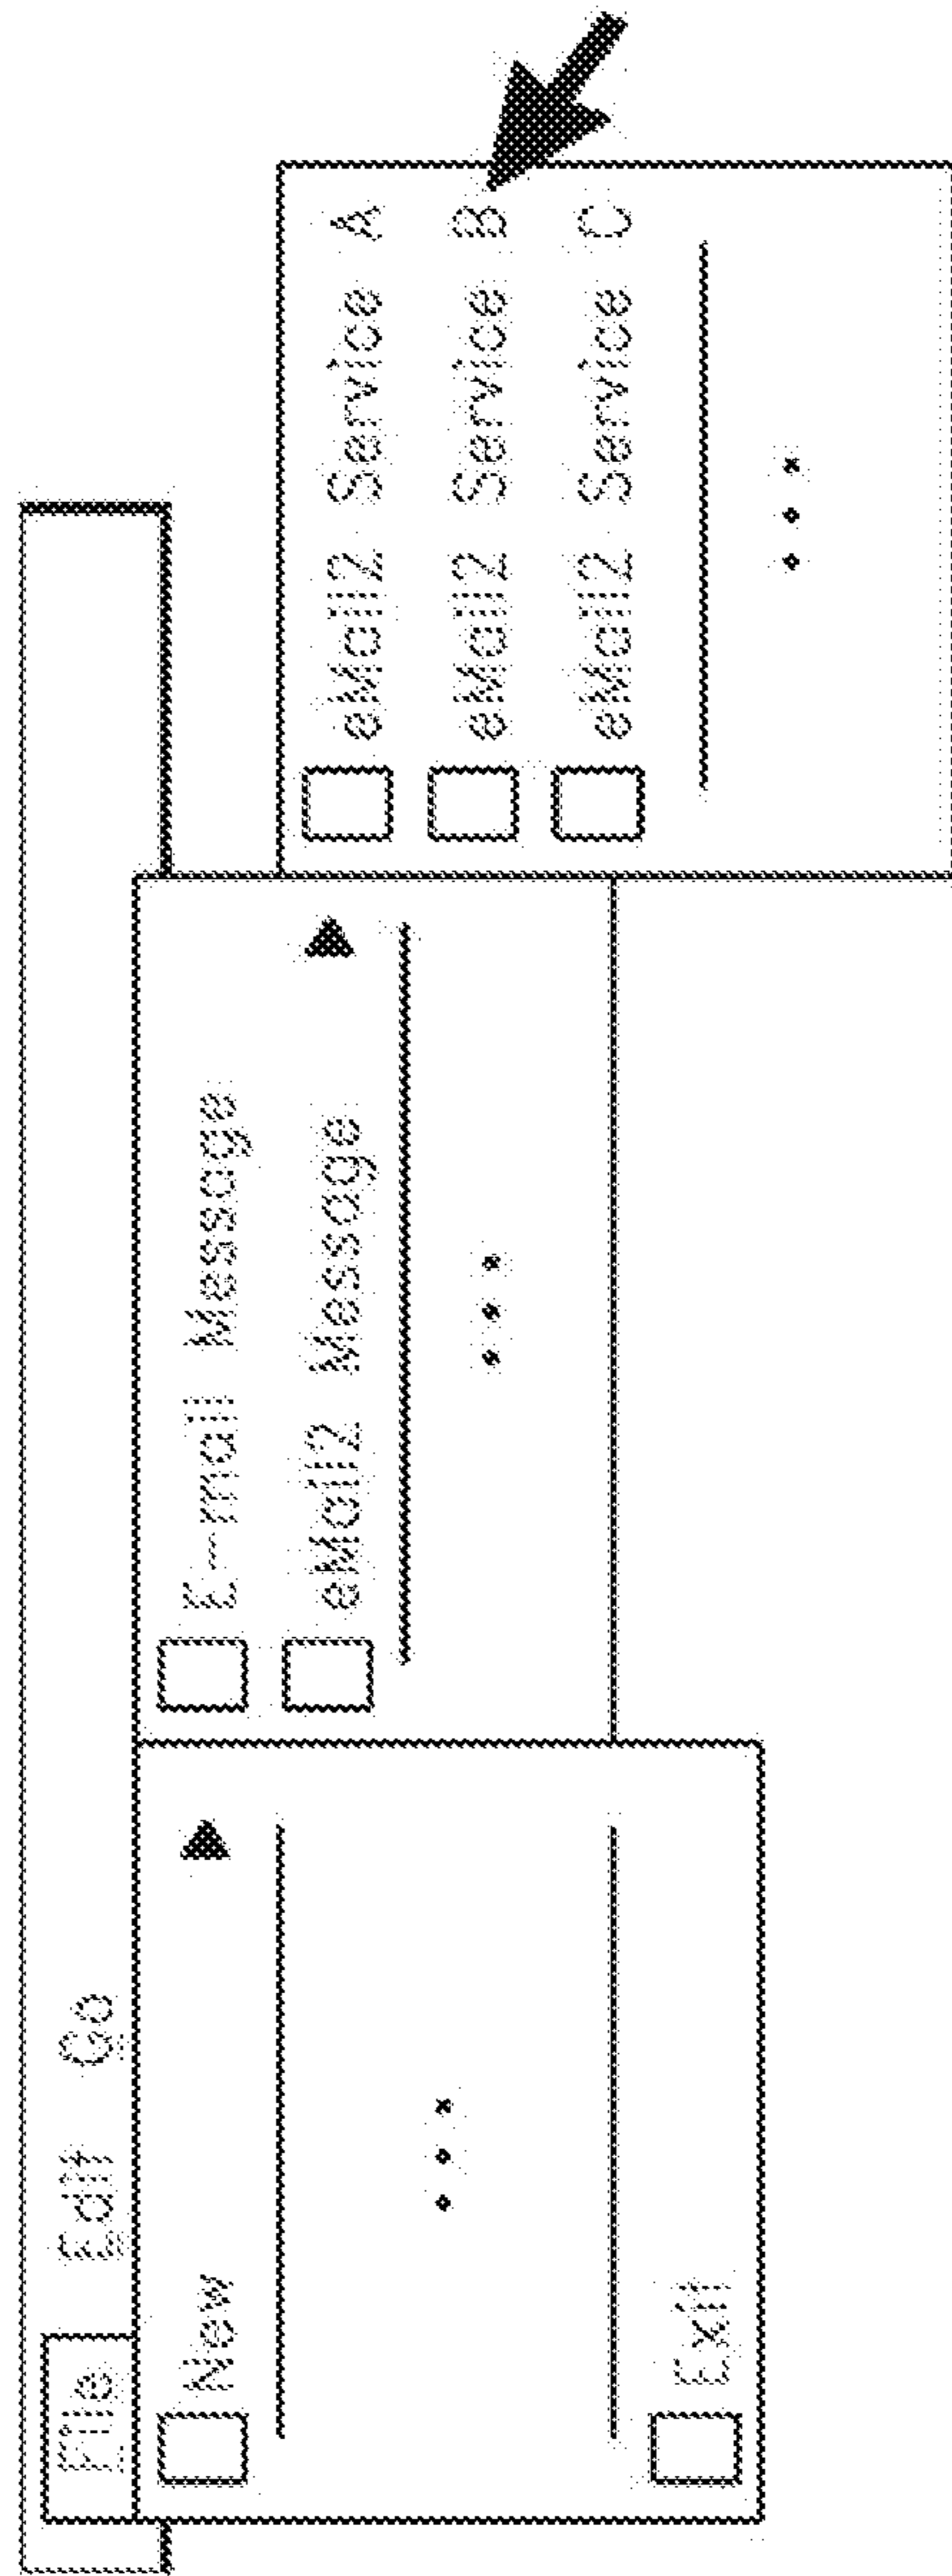 File Edit Go
New
Exit
E-mail Message
eMail2 Message
eMail2 Service A
eMail2 Service B
eMail2 Service C